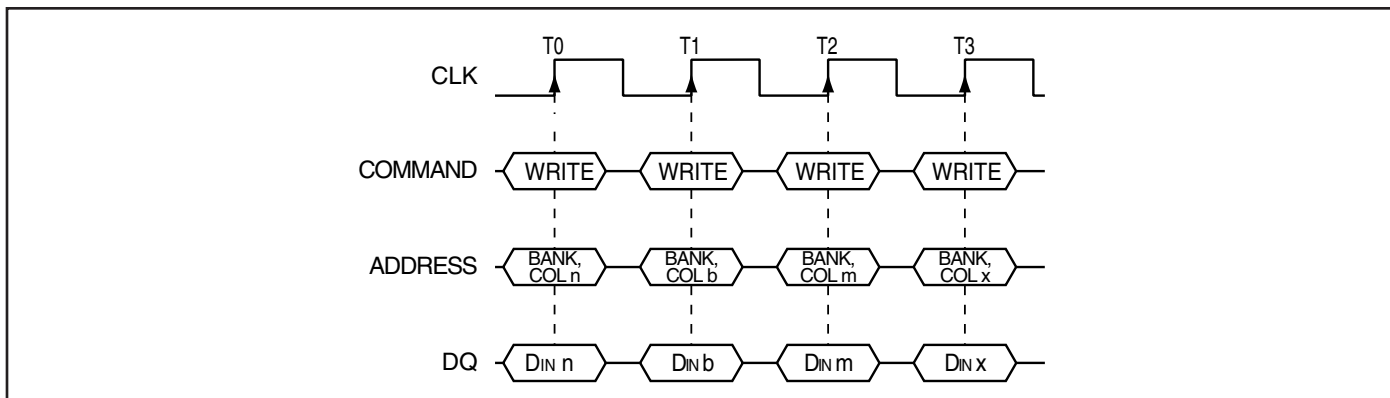 T0 T1 T2 T3
CLK
COMMAND WRITE WRITE WRITE WRITE
ADDRESS BANK, COL n BANK, COL b BANK, COL m BANK, COL x
DQ DIN n DIN b DIN m DIN x